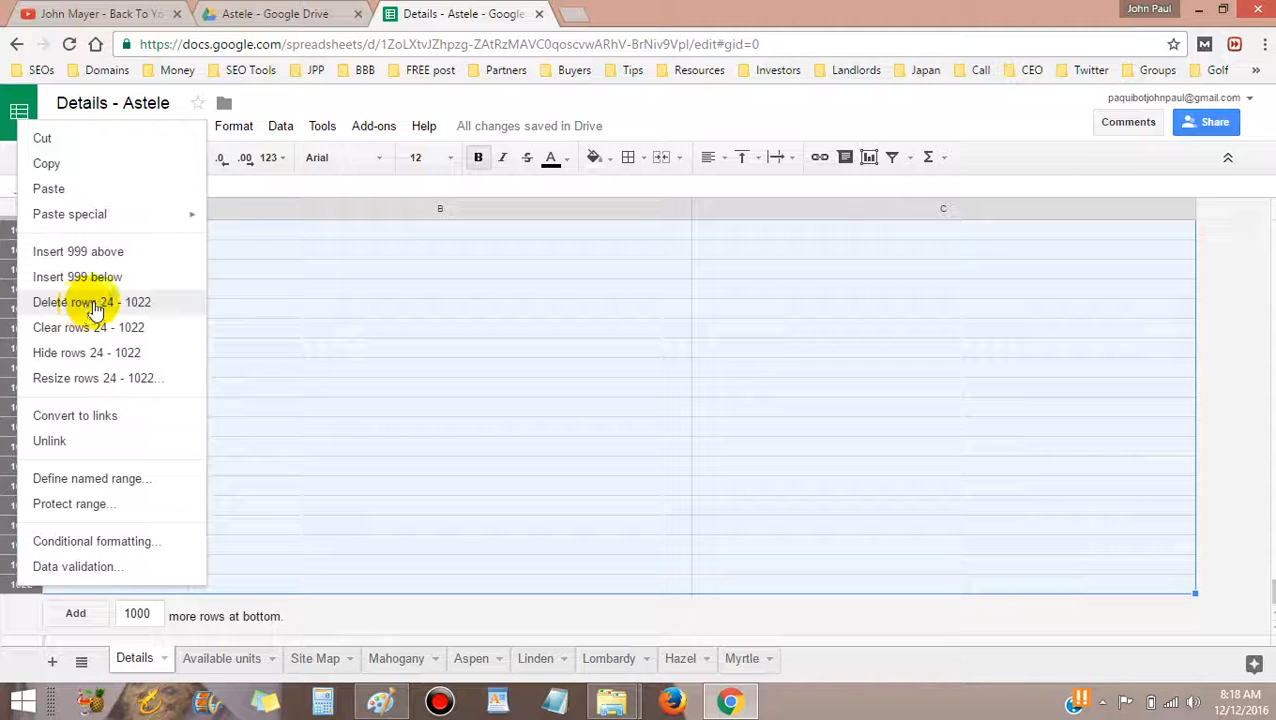 John Mayer - Back To Yo
Astele - Google Drive
Details - Astele - Google
John Paul
https://docs.google.com/spreadsheets/d/1ZoLXtvJZhpzg-ZAtReMAVC0qoscvwARhV-BrNiv9VpI/edit#gid=0
SEOs Domains Money SEO Tools JPP BBB FREE post Partners Buyers Tips Resources Investors Landlords Japan Call CEO Twitter Groups Golf »
Details - Astele
paquibotjohnpaul@gmail.com
Format Data Tools Add-ons Help All changes saved in Drive
Comments
Share
.0 .00 123 Arial 12 B I S A Σ
B C
Cut
Copy
Paste
Paste special
Insert 999 above
Insert 999 below
Delete rows 24 - 1022
Clear rows 24 - 1022
Hide rows 24 - 1022
Resize rows 24 - 1022...
Convert to links
Unlink
Define named range...
Protect range...
Conditional formatting...
Data validation...
Add 1000 more rows at bottom.
Details Available units Site Map Mahogany Aspen Linden Lombardy Hazel Myrtle
8:18 AM
12/12/2016